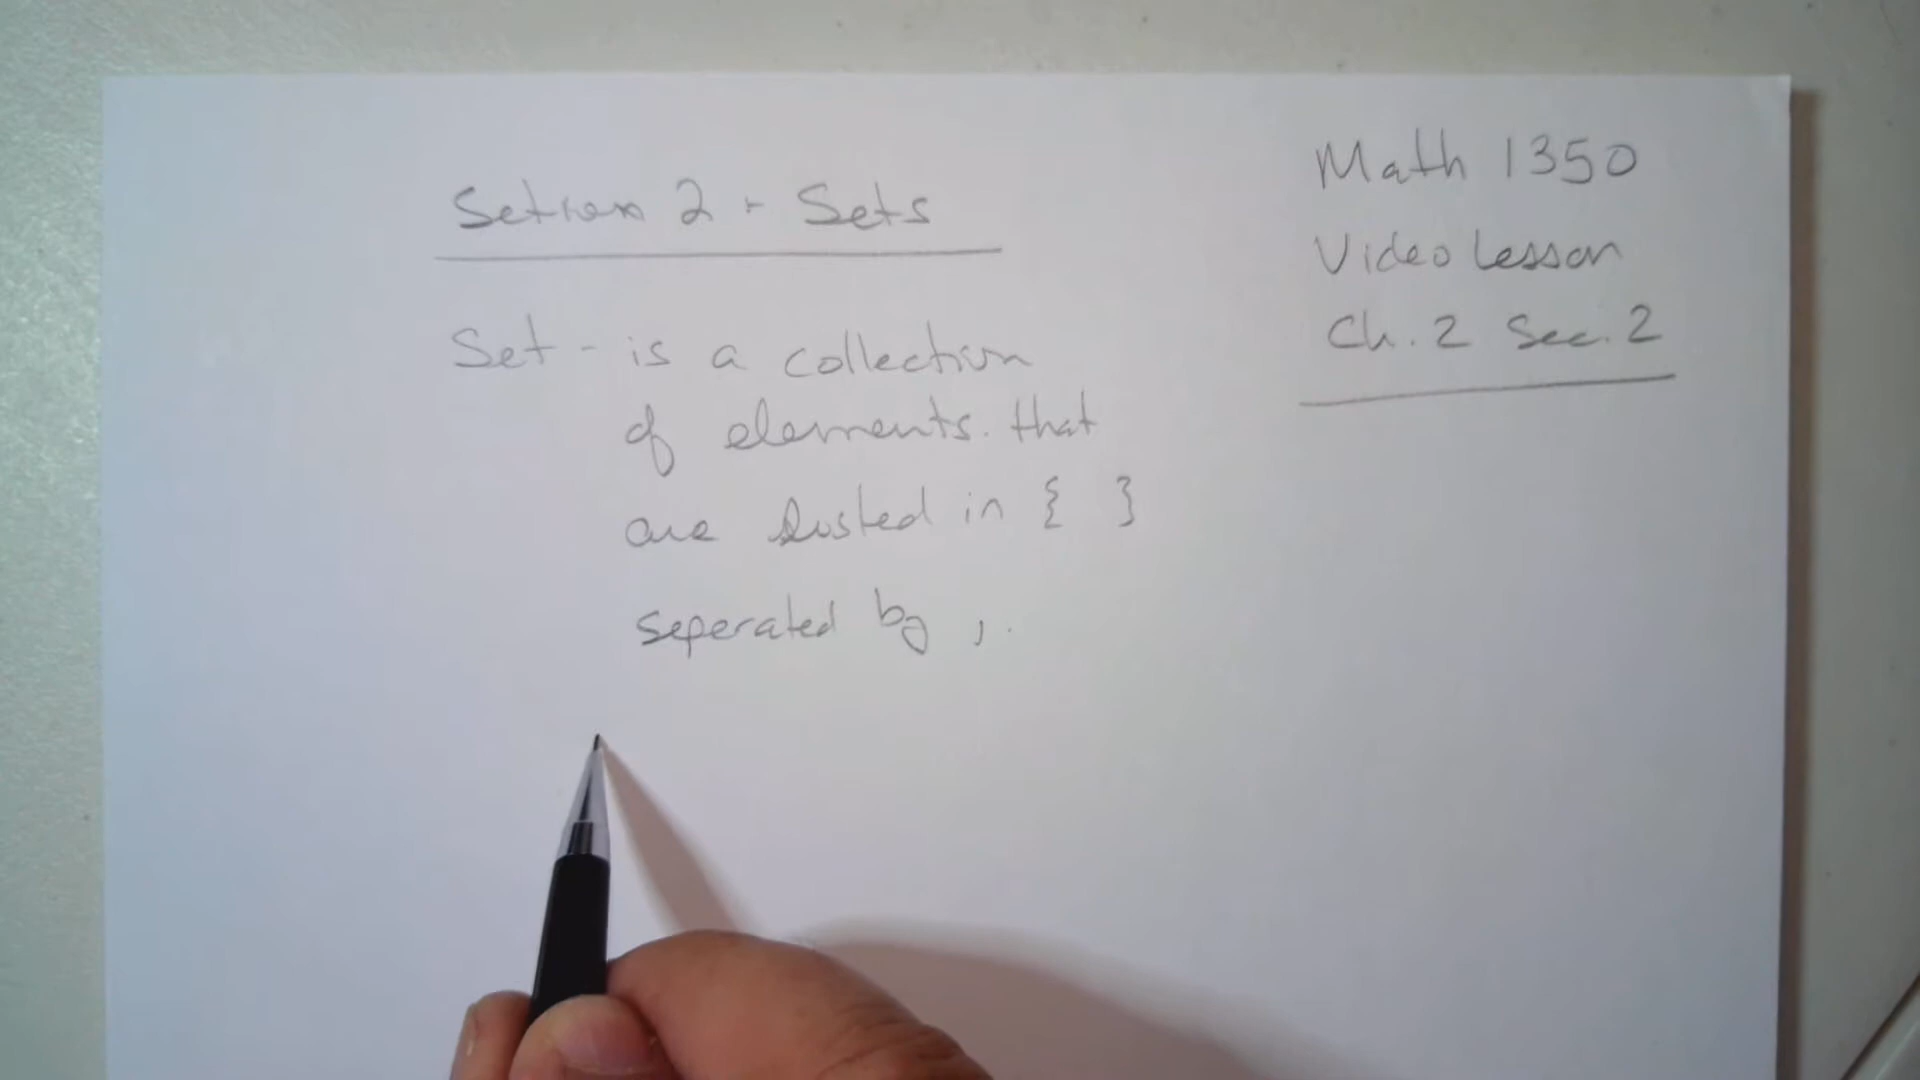 Setion 2 - Sets
Math 1350
Video Lesson
Ch. 2 Sec. 2
Set - is a collection
of elements. that
are listed in { }
seperated by , .